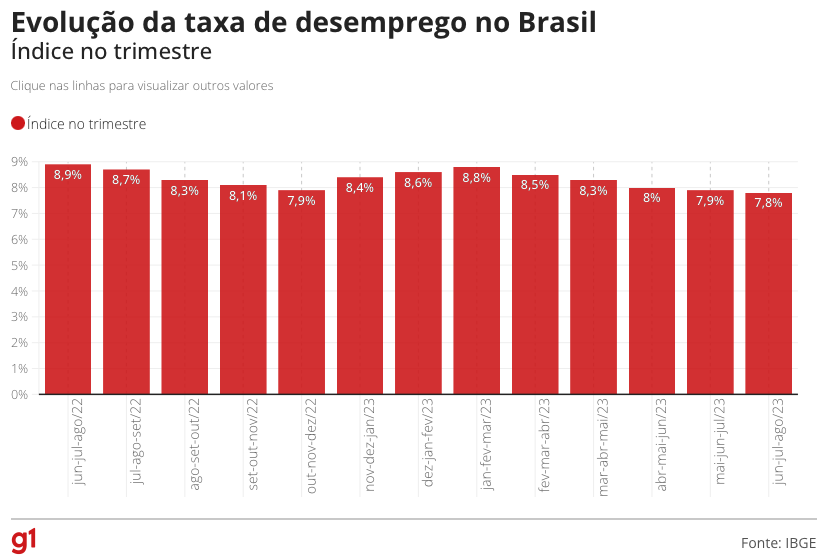 Evolução da taxa de desemprego no Brasil
Índice no trimestre
Clique nas linhas para visualizar outros valores
Índice no trimestre
9%
8%
7%
6%
5%
4%
3%
2%
1%
0%
8,9%
8,7%
8,3%
8,1%
7,9%
8,4%
8,6%
8,8%
8,5%
8,3%
8%
7,9%
7,8%
jun-jul-ago/22
jul-ago-set/22
ago-set-out/22
set-out-nov/22
out-nov-dez/22
nov-dez-jan/23
dez-jan-fev/23
jan-fev-mar/23
fev-mar-abr/23
mar-abr-mai/23
abr-mai-jun/23
mai-jun-jul/23
jun-jul-ago/23
g1
Fonte: IBGE